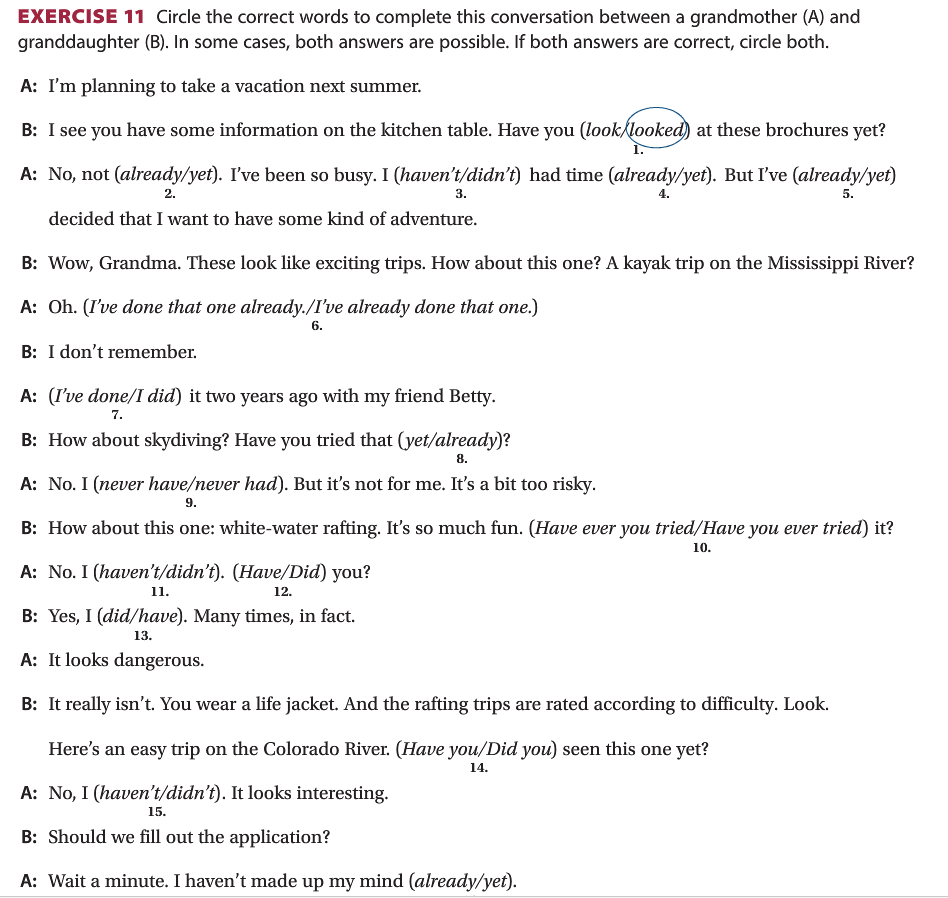 EXERCISE 11 Circle the correct words to complete this conversation between a grandmother (A) and
granddaughter (B). In some cases, both answers are possible. If both answers are correct, circle both.
A: I'm planning to take a vacation next summer.
B: I see you have some information on the kitchen table. Have you (look/looked) at these brochures yet?
1.
A: No, not (already/yet). I've been so busy. I (haven't/didn't) had time (already/yet). But I've (already/yet)
2. 3. 4. 5.
decided that I want to have some kind of adventure.
B: Wow, Grandma. These look like exciting trips. How about this one? A kayak trip on the Mississippi River?
A: Oh. (I've done that one already./I've already done that one.)
6.
B: I don't remember.
A: (I've done/I did) it two years ago with my friend Betty.
7.
B: How about skydiving? Have you tried that (yet/already)?
8.
A: No. I (never have/never had). But it's not for me. It's a bit too risky.
9.
B: How about this one: white-water rafting. It's so much fun. (Have ever you tried/Have you ever tried) it?
10.
A: No. I (haven't/didn't). (Have/Did) you?
11. 12.
B: Yes, I (did/have). Many times, in fact.
13.
A: It looks dangerous.
B: It really isn't. You wear a life jacket. And the rafting trips are rated according to difficulty. Look.
Here's an easy trip on the Colorado River. (Have you/Did you) seen this one yet?
14.
A: No, I (haven't/didn't). It looks interesting.
15.
B: Should we fill out the application?
A: Wait a minute. I haven't made up my mind (already/yet).